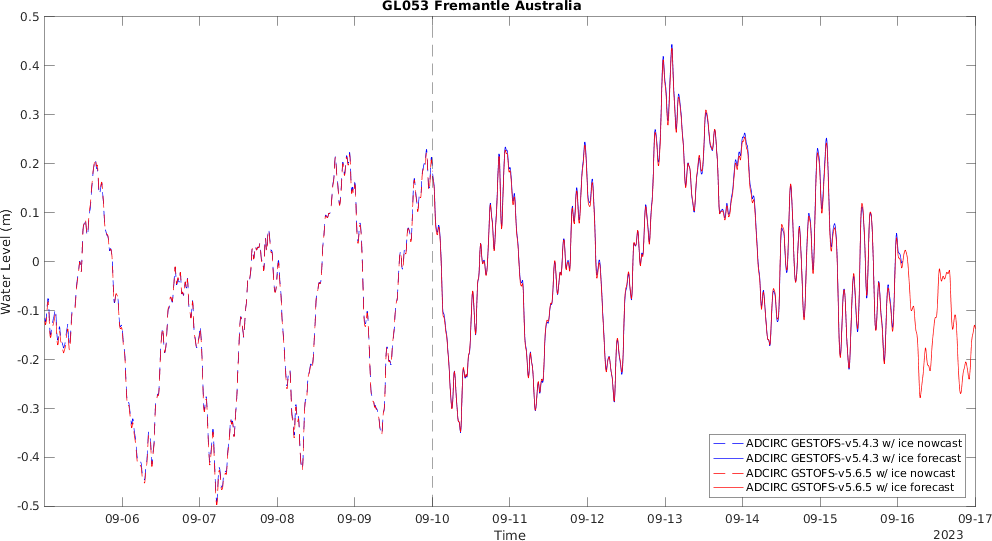 GL053 Fremantle Australia
0.5
0.4
0.3
0.2
0.1
0
-0.1
-0.2
-0.3
-0.4
-0.5
Water Level (m)
ADCIRC GESTOFS-v5.4.3 w/ ice nowcast
ADCIRC GESTOFS-v5.4.3 w/ ice forecast
ADCIRC GSTOFS-v5.6.5 w/ ice nowcast
ADCIRC GSTOFS-v5.6.5 w/ ice forecast
09-06 09-07 09-08 09-09 09-10 09-11 09-12 09-13 09-14 09-15 09-16 09-17
Time
2023